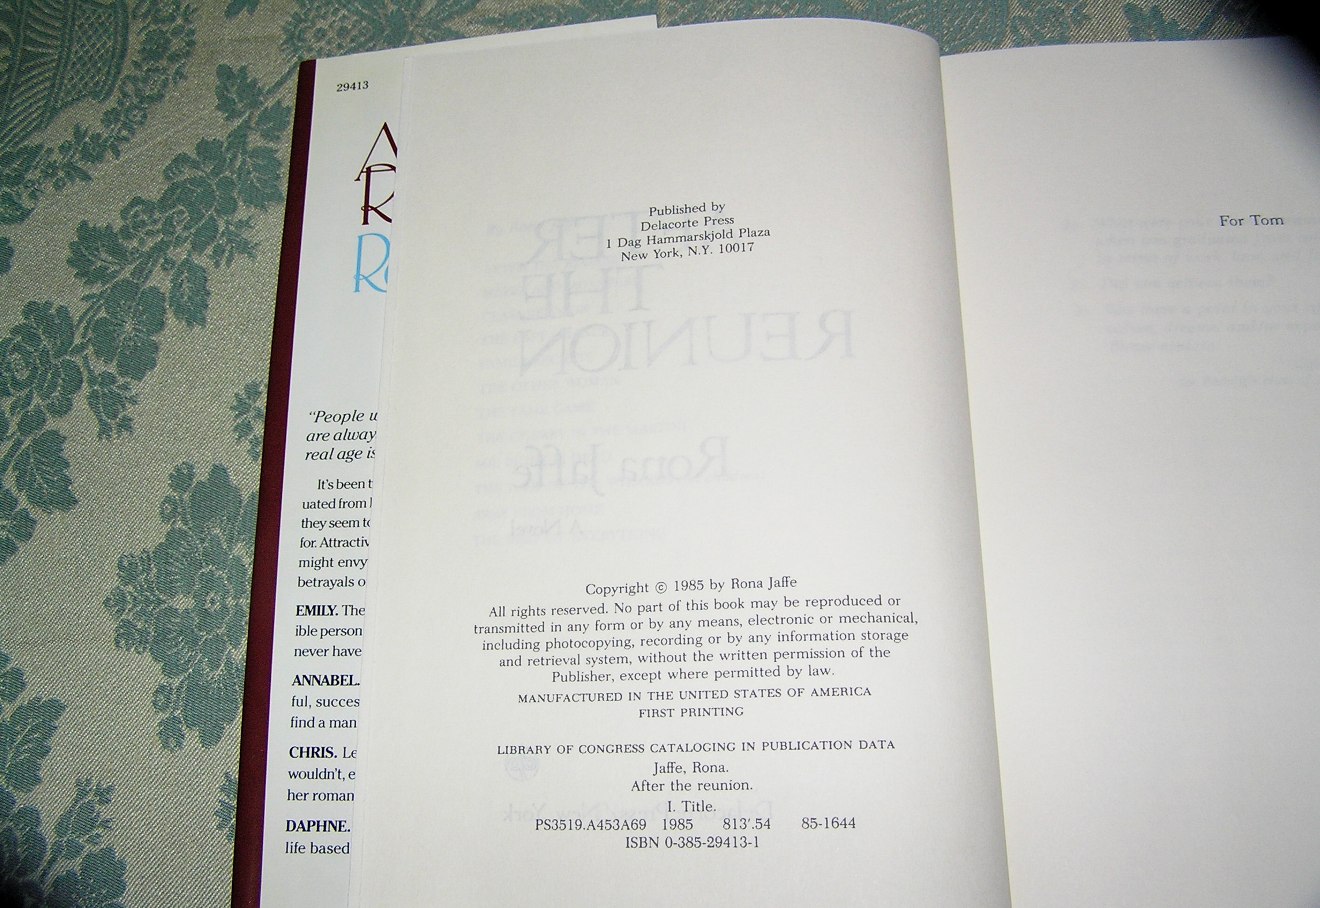 29413
A
R
R
"People
are alway
real age is
It's been
uated from
they seem to
for. Attractiv
might envy
betrayals o
EMILY. The
ible person
never have
ANNABEL.
ful, succes
find a man
CHRIS. Le
wouldn't, e
her roman
DAPHNE.
life based
Published by
Delacorte Press
1 Dag Hammarskjold Plaza
New York, N.Y. 10017
TER
THE
REUNION
Rona Jaffe
A Novel
Copyright © 1985 by Rona Jaffe
All rights reserved. No part of this book may be reproduced or
transmitted in any form or by any means, electronic or mechanical,
including photocopying, recording or by any information storage
and retrieval system, without the written permission of the
Publisher, except where permitted by law.
MANUFACTURED IN THE UNITED STATES OF AMERICA
FIRST PRINTING
LIBRARY OF CONGRESS CATALOGING IN PUBLICATION DATA
Jaffe, Rona.
After the reunion.
I. Title.
PS3519.A453A69 1985 813'.54 85-1644
ISBN 0-385-29413-1
For Tom